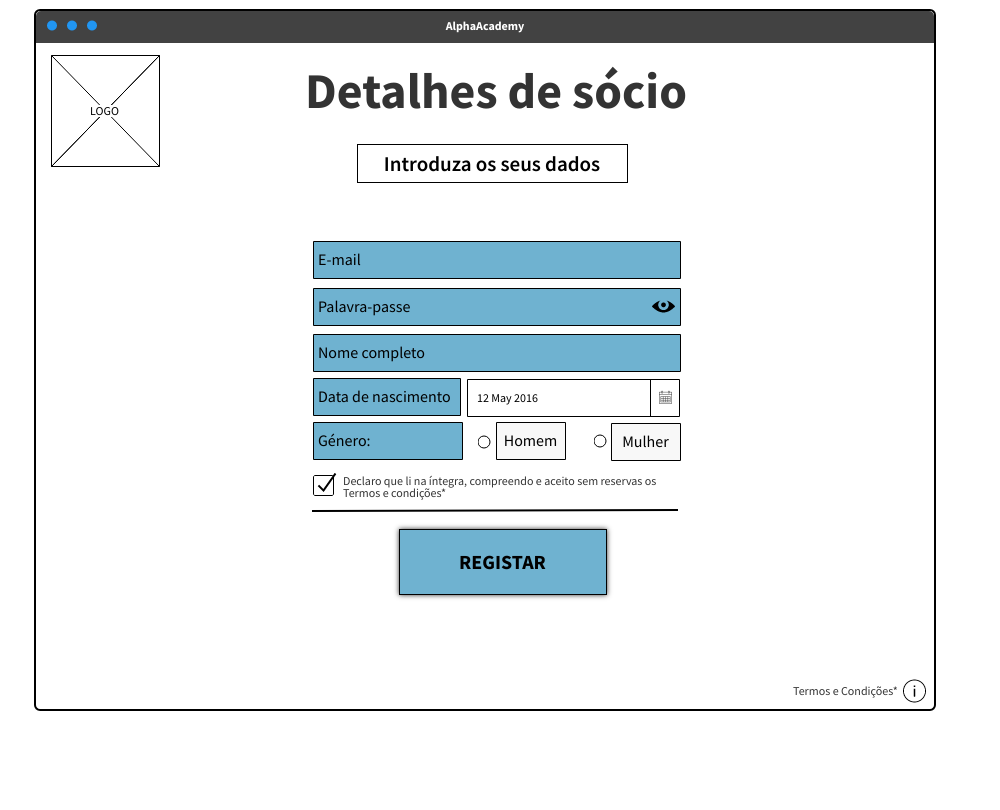 AlphaAcademy
LOGO
Detalhes de sócio
Introduza os seus dados
E-mail
Palavra-passe
Nome completo
Data de nascimento 12 May 2016
Género: Homem Mulher
Declaro que li na íntegra, compreendo e aceito sem reservas os
Termos e condições*
REGISTAR
Termos e Condições* i